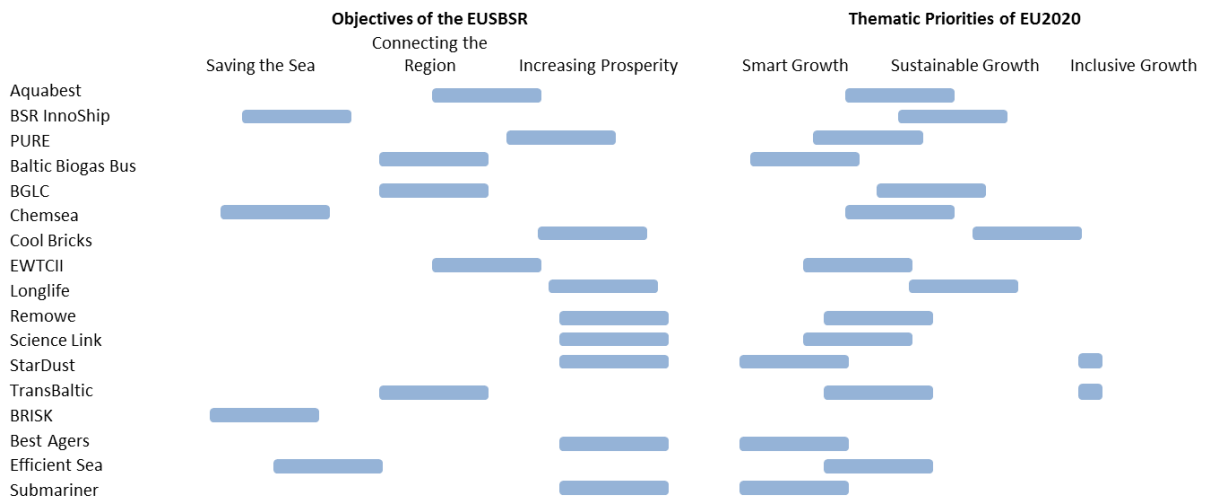 Objectives of the EUSBSR
Thematic Priorities of EU2020
Saving the Sea
Connecting the
Region
Increasing Prosperity
Smart Growth
Sustainable Growth
Inclusive Growth
Aquabest
BSR InnoShip
PURE
Baltic Biogas Bus
BGLC
Chemsea
Cool Bricks
EWTCII
Longlife
Remowe
Science Link
StarDust
TransBaltic
BRISK
Best Agers
Efficient Sea
Submariner